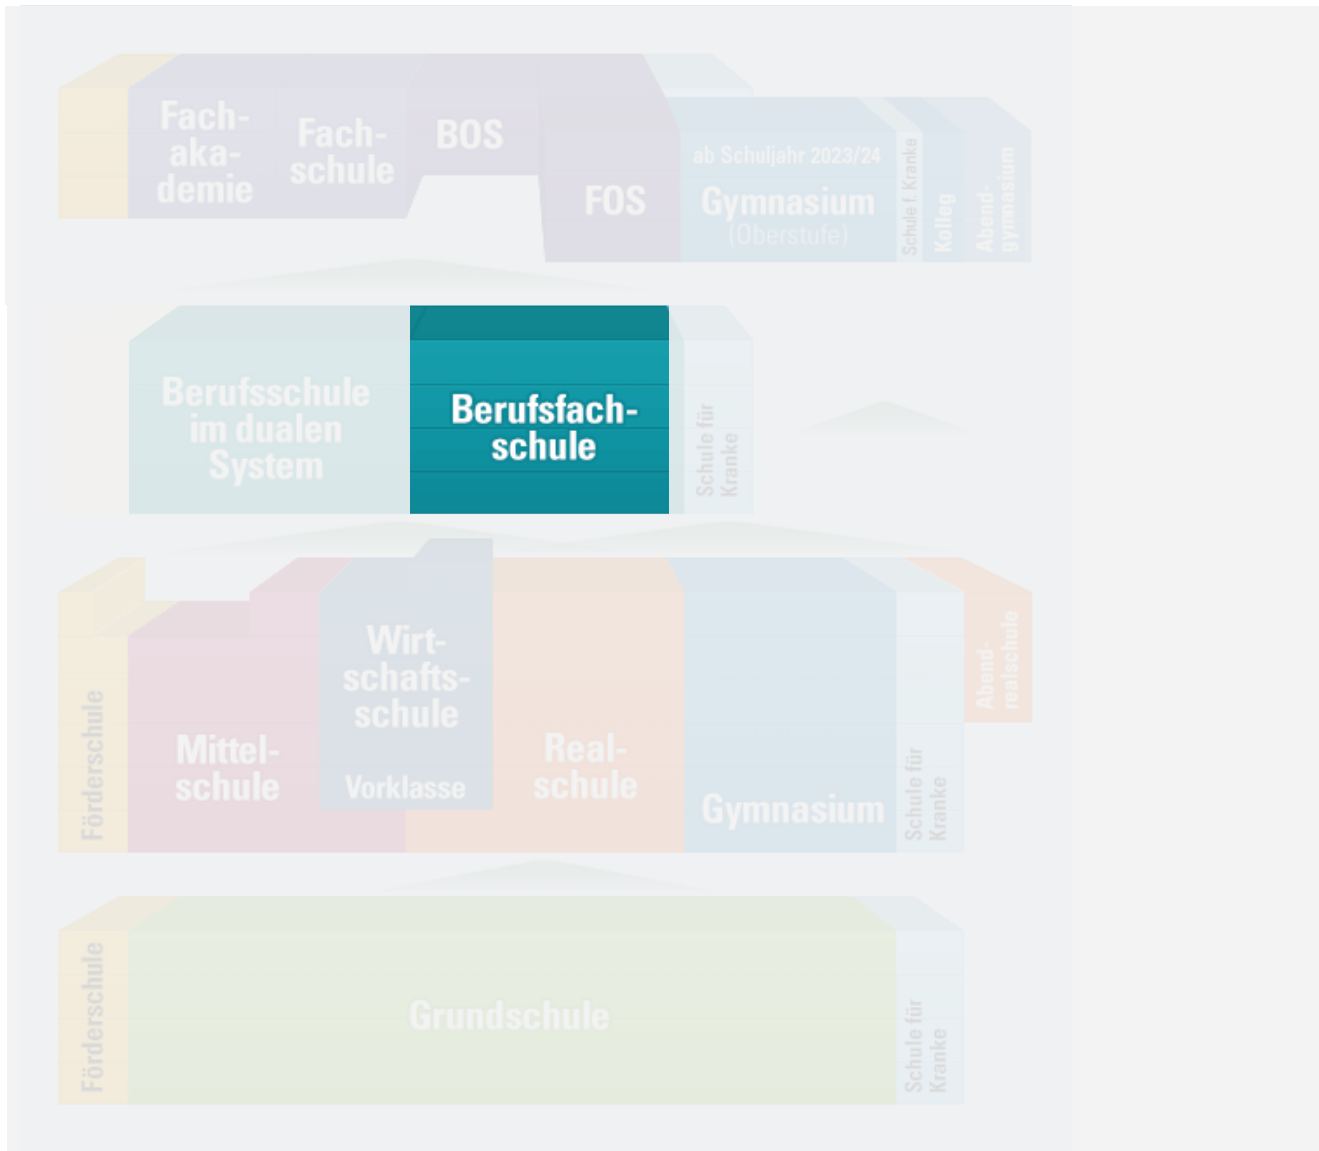 Fach-
aka-
demie
Fach-
schule
BOS
FOS
ab Schuljahr 2023/24
Gymnasium
(Oberstufe)
Schule f. Kranke
Kolleg
Abend-
gymnasium
Berufsschule
im dualen
System
Berufsfach-
schule
Schule für
Kranke
Förderschule
Mittel-
schule
Wirt-
schafts-
schule
Vorklasse
Real-
schule
Gymnasium
Schule für
Kranke
Abend-
realschule
Förderschule
Grundschule
Schule für
Kranke